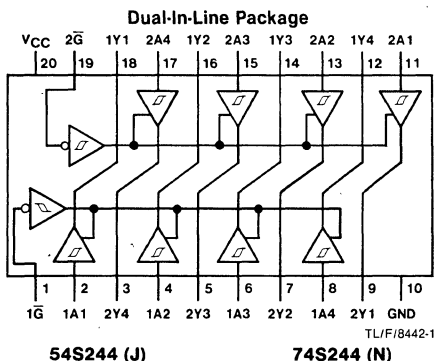 Dual-In-Line Package
VCC 2G̅ 1Y1 2A4 1Y2 2A3 1Y3 2A2 1Y4 2A1
20 19 18 17 16 15 14 13 12 11
1 2 3 4 5 6 7 8 9 10
1G̅ 1A1 2Y4 1A2 2Y3 1A3 2Y2 1A4 2Y1 GND
TL/F/8442-1
54S244 (J) 74S244 (N)